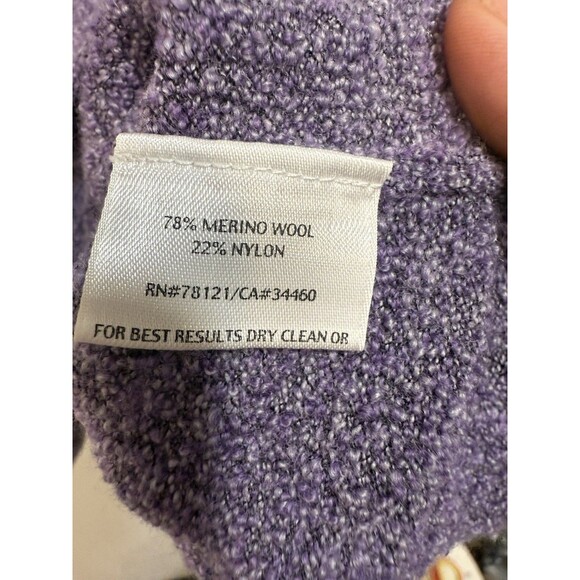 78% MERINO WOOL
22% NYLON
RN#78121/CA#34460
FOR BEST RESULTS DRY CLEAN OR